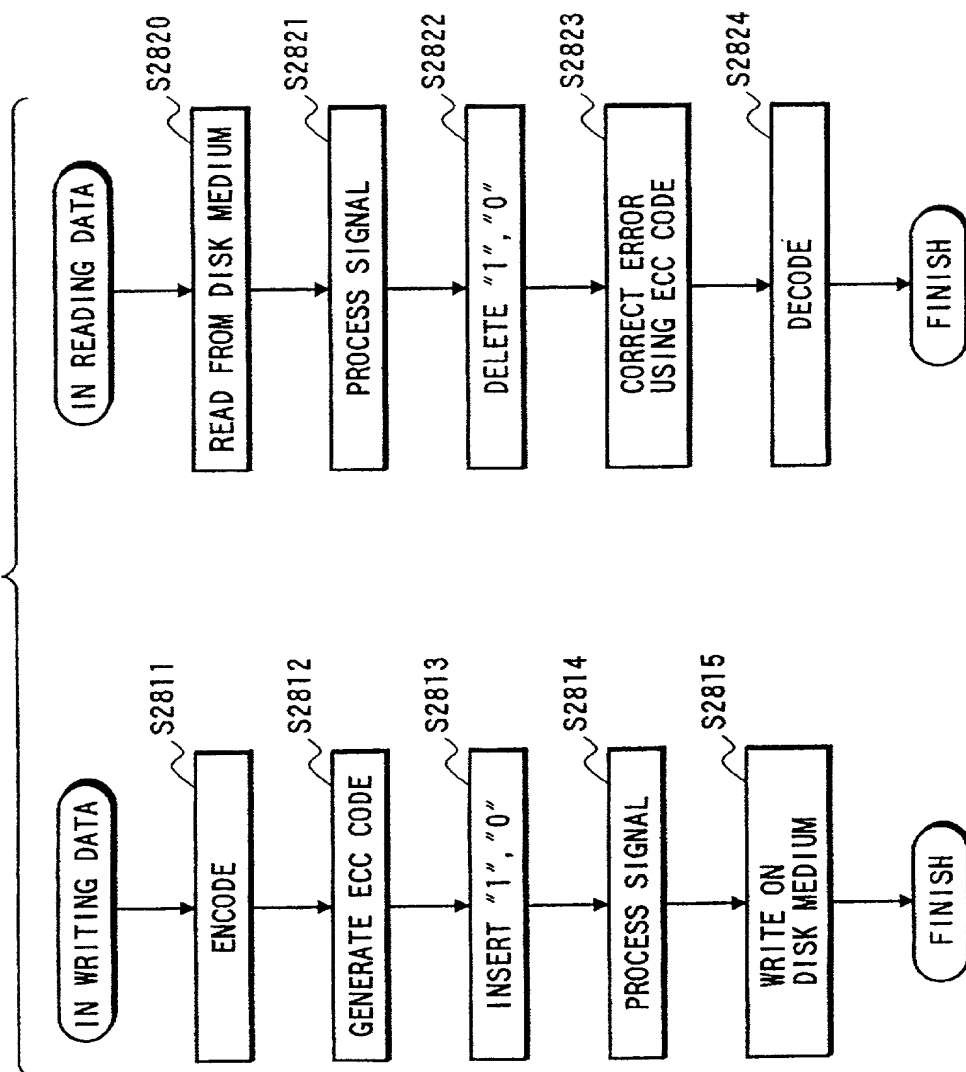 IN WRITING DATA
S2811
ENCODE
S2812
GENERATE ECC CODE
S2813
INSERT "1", "0"
S2814
PROCESS SIGNAL
S2815
WRITE ON
DISK MEDIUM
FINISH
IN READING DATA
S2820
READ FROM DISK MEDIUM
S2821
PROCESS SIGNAL
S2822
DELETE "1", "0"
S2823
CORRECT ERROR
USING ECC CODE
S2824
DECODE
FINISH